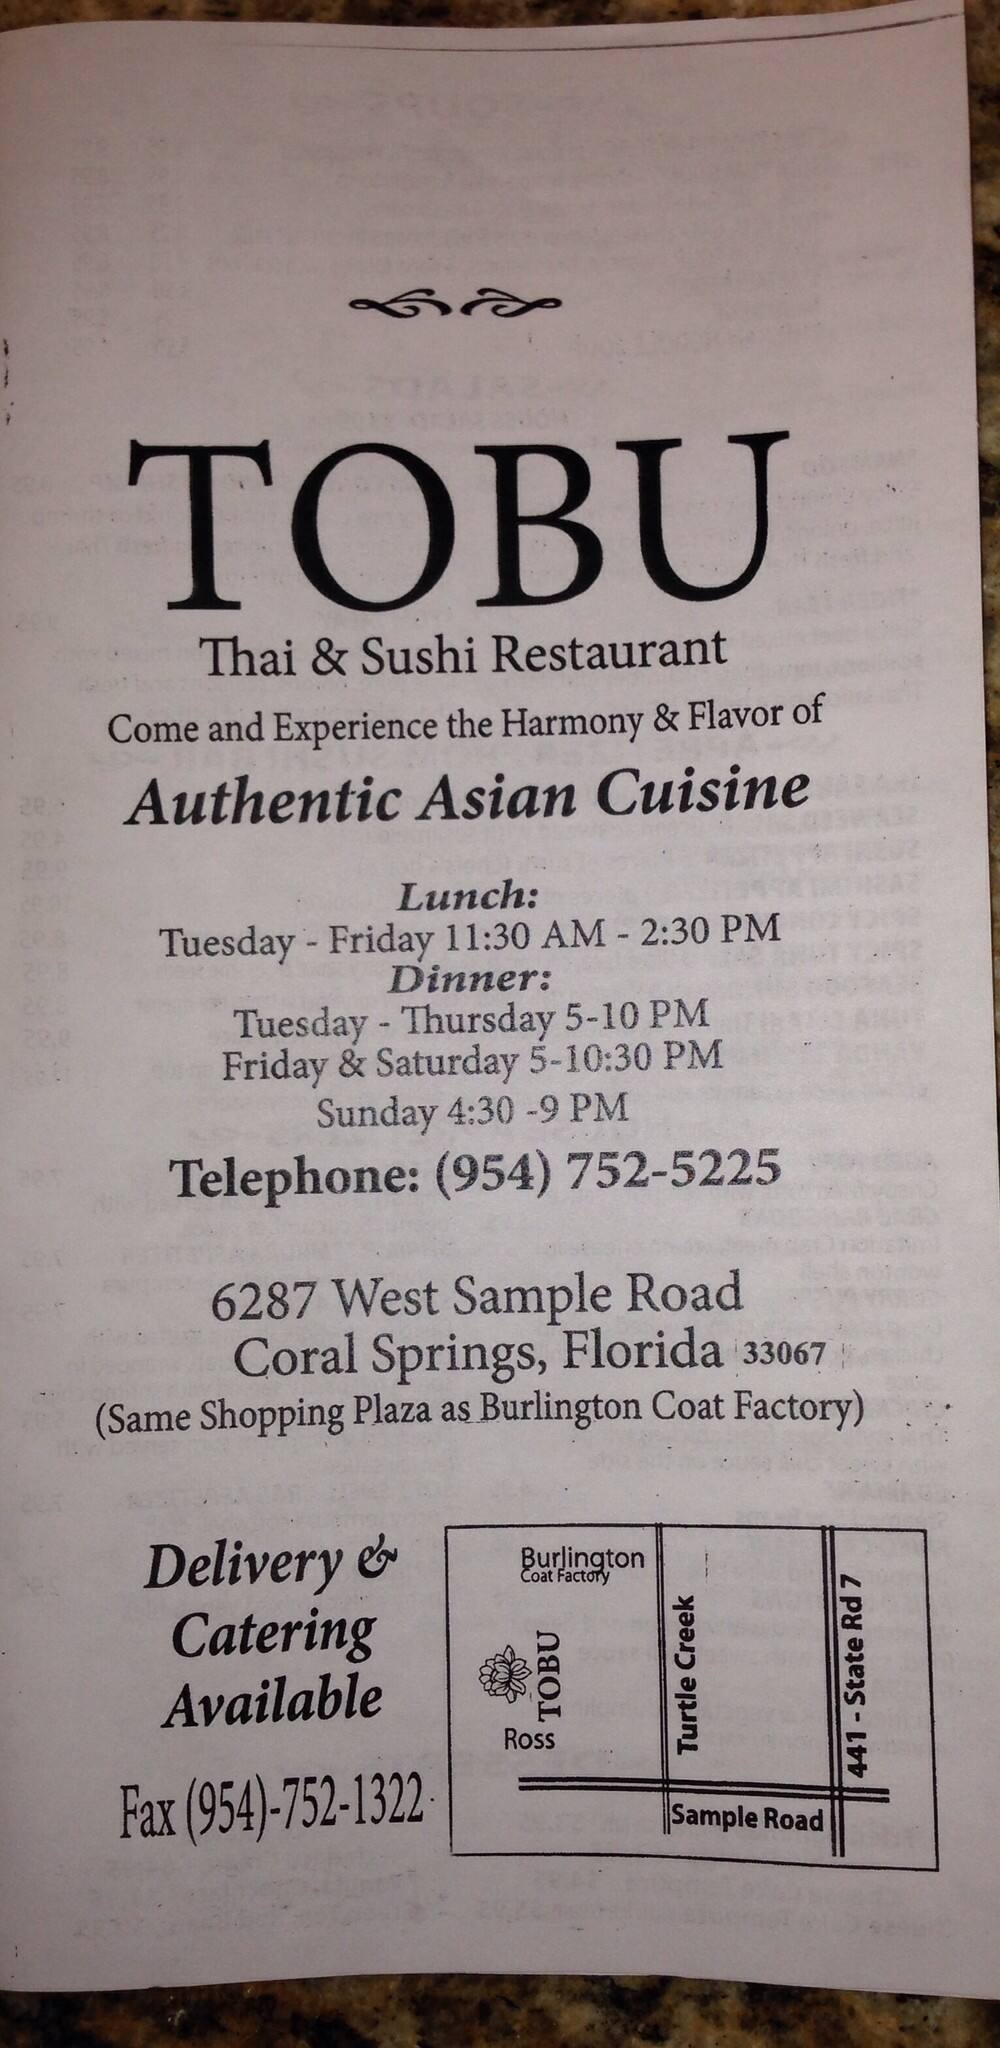 TOBU
Thai & Sushi Restaurant
Come and Experience the Harmony & Flavor of
Authentic Asian Cuisine
Lunch:
Tuesday - Friday 11:30 AM - 2:30 PM
Dinner:
Tuesday - Thursday 5-10 PM
Friday & Saturday 5-10:30 PM
Sunday 4:30 -9 PM
Telephone: (954) 752-5225
6287 West Sample Road
Coral Springs, Florida 33067
(Same Shopping Plaza as Burlington Coat Factory)
Delivery &
Catering
Available
Fax (954)-752-1322
Burlington
Coat Factory
TOBU
Ross
Turtle Creek
441 - State Rd 7
Sample Road